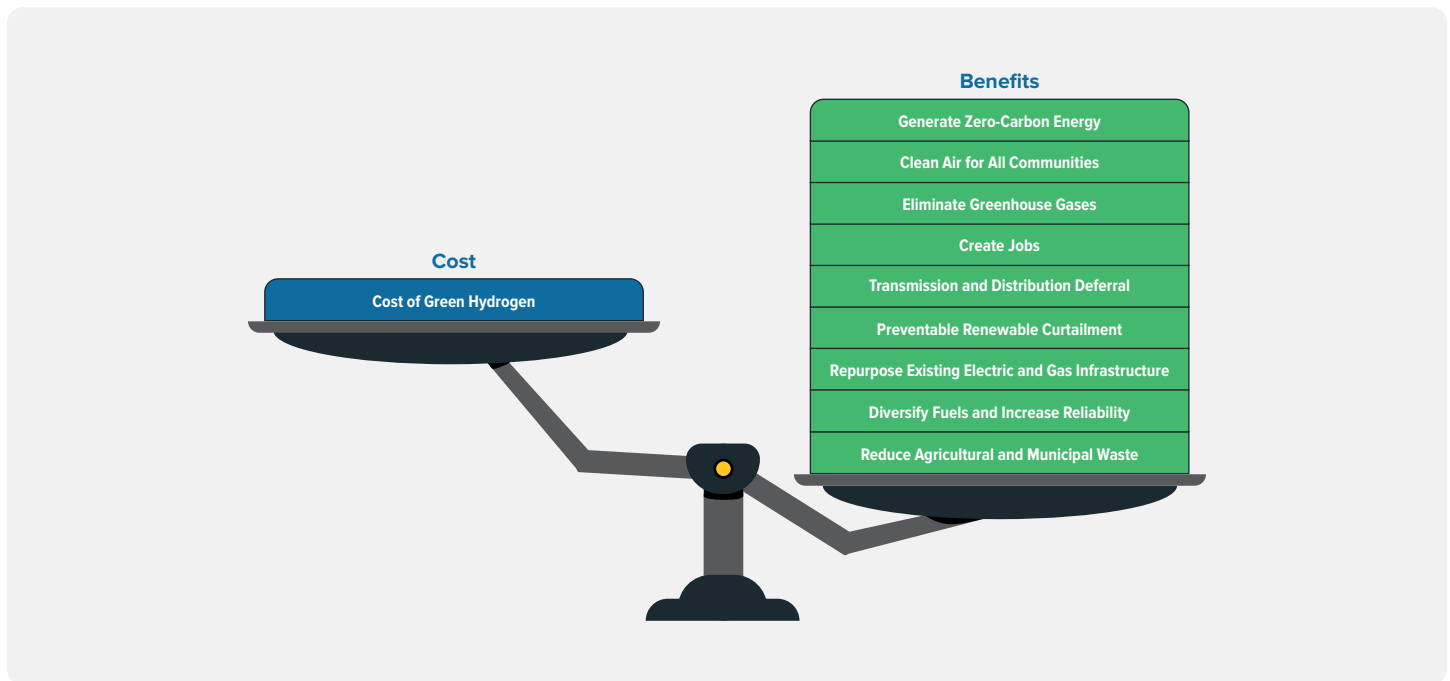 Benefits
Generate Zero-Carbon Energy
Clean Air for All Communities
Eliminate Greenhouse Gases
Create Jobs
Transmission and Distribution Deferral
Preventable Renewable Curtailment
Repurpose Existing Electric and Gas Infrastructure
Diversify Fuels and Increase Reliability
Reduce Agricultural and Municipal Waste
Cost
Cost of Green Hydrogen